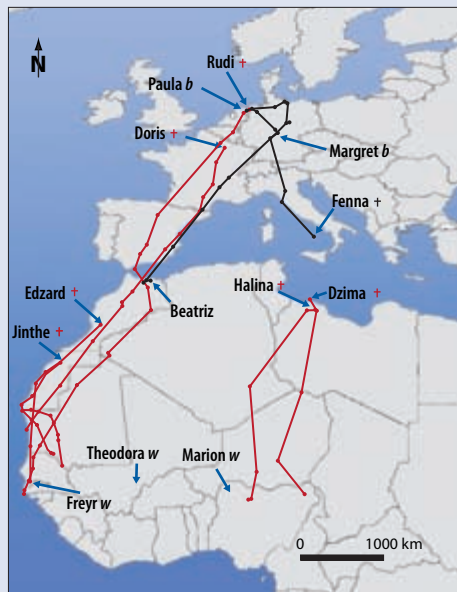 N
Rudi †
Paula b
Doris †
Margret b
Fenna †
Edzard †
Halina †
Dzima †
Beatriz
Jinthe †
Theodora w
Marion w
Freyr w
0 1000 km